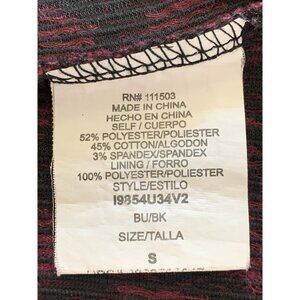 RN# 111503
MADE IN CHINA
HECHO EN CHINA
SELF / CUERPO
52% POLYESTER/POLIESTER
45% COTTON/ALGODON
3% SPANDEX/SPANDEX
LINING / FORRO
100% POLYESTER/POLIESTER
STYLE/ESTILO
I9854U34V2
BU/BK
SIZE/TALLA
S